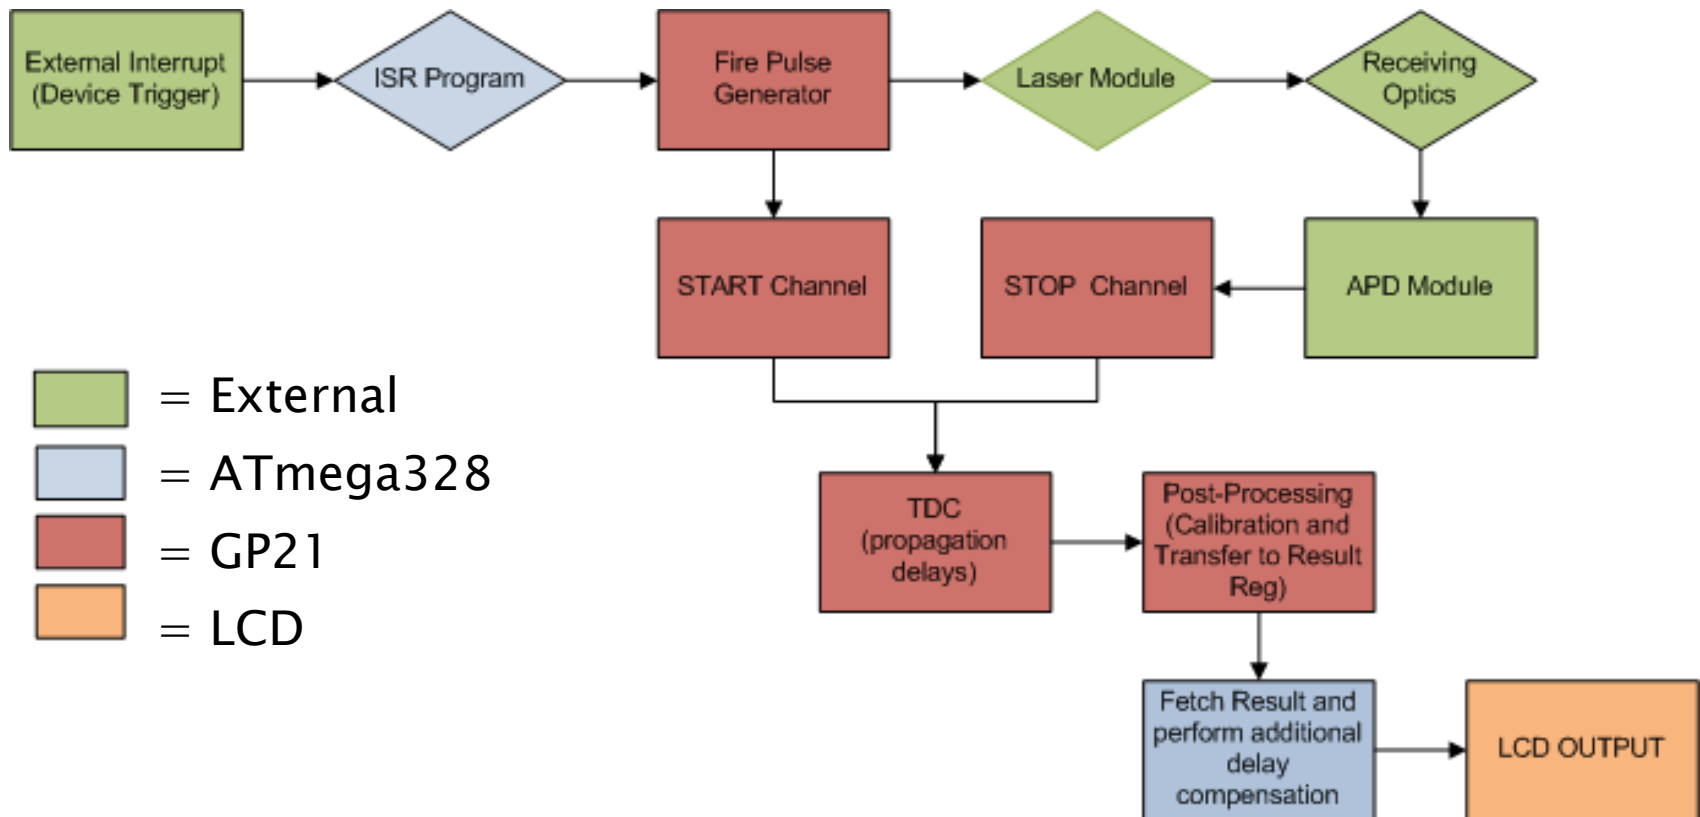 External Interrupt
(Device Trigger)
ISR Program
Fire Pulse
Generator
Laser Module
Receiving
Optics
START Channel
STOP Channel
APD Module
= External
= ATmega328
= GP21
= LCD
TDC
(propagation
delays)
Post-Processing
(Calibration and
Transfer to Result
Reg)
Fetch Result and
perform additional
delay
compensation
LCD OUTPUT